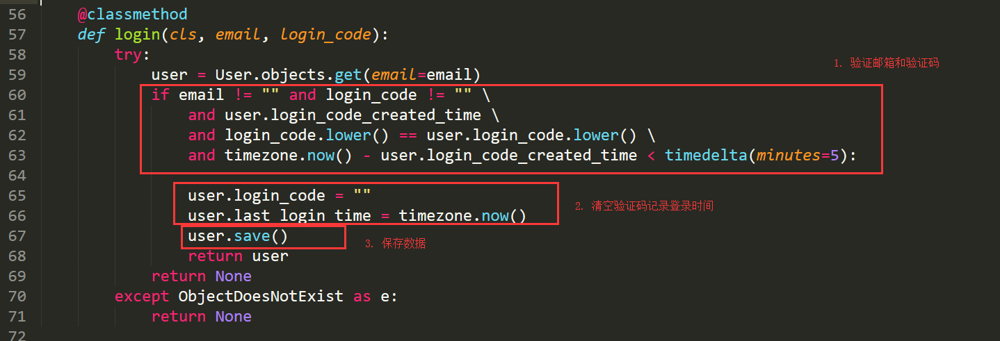 56 @classmethod
57 def login(cls, email, login_code):
58 try:
59 user = User.objects.get(email=email)
1. 验证邮箱和验证码
60 if email != "" and login_code != "" \
61 and user.login_code_created_time \
62 and login_code.lower() == user.login_code.lower() \
63 and timezone.now() - user.login_code_created_time < timedelta(minutes=5):
64
65 user.login_code = ""
66 user.last_login_time = timezone.now()
2. 清空验证码记录登录时间
67 user.save()
3. 保存数据
68 return user
69 return None
70 except ObjectDoesNotExist as e:
71 return None
72